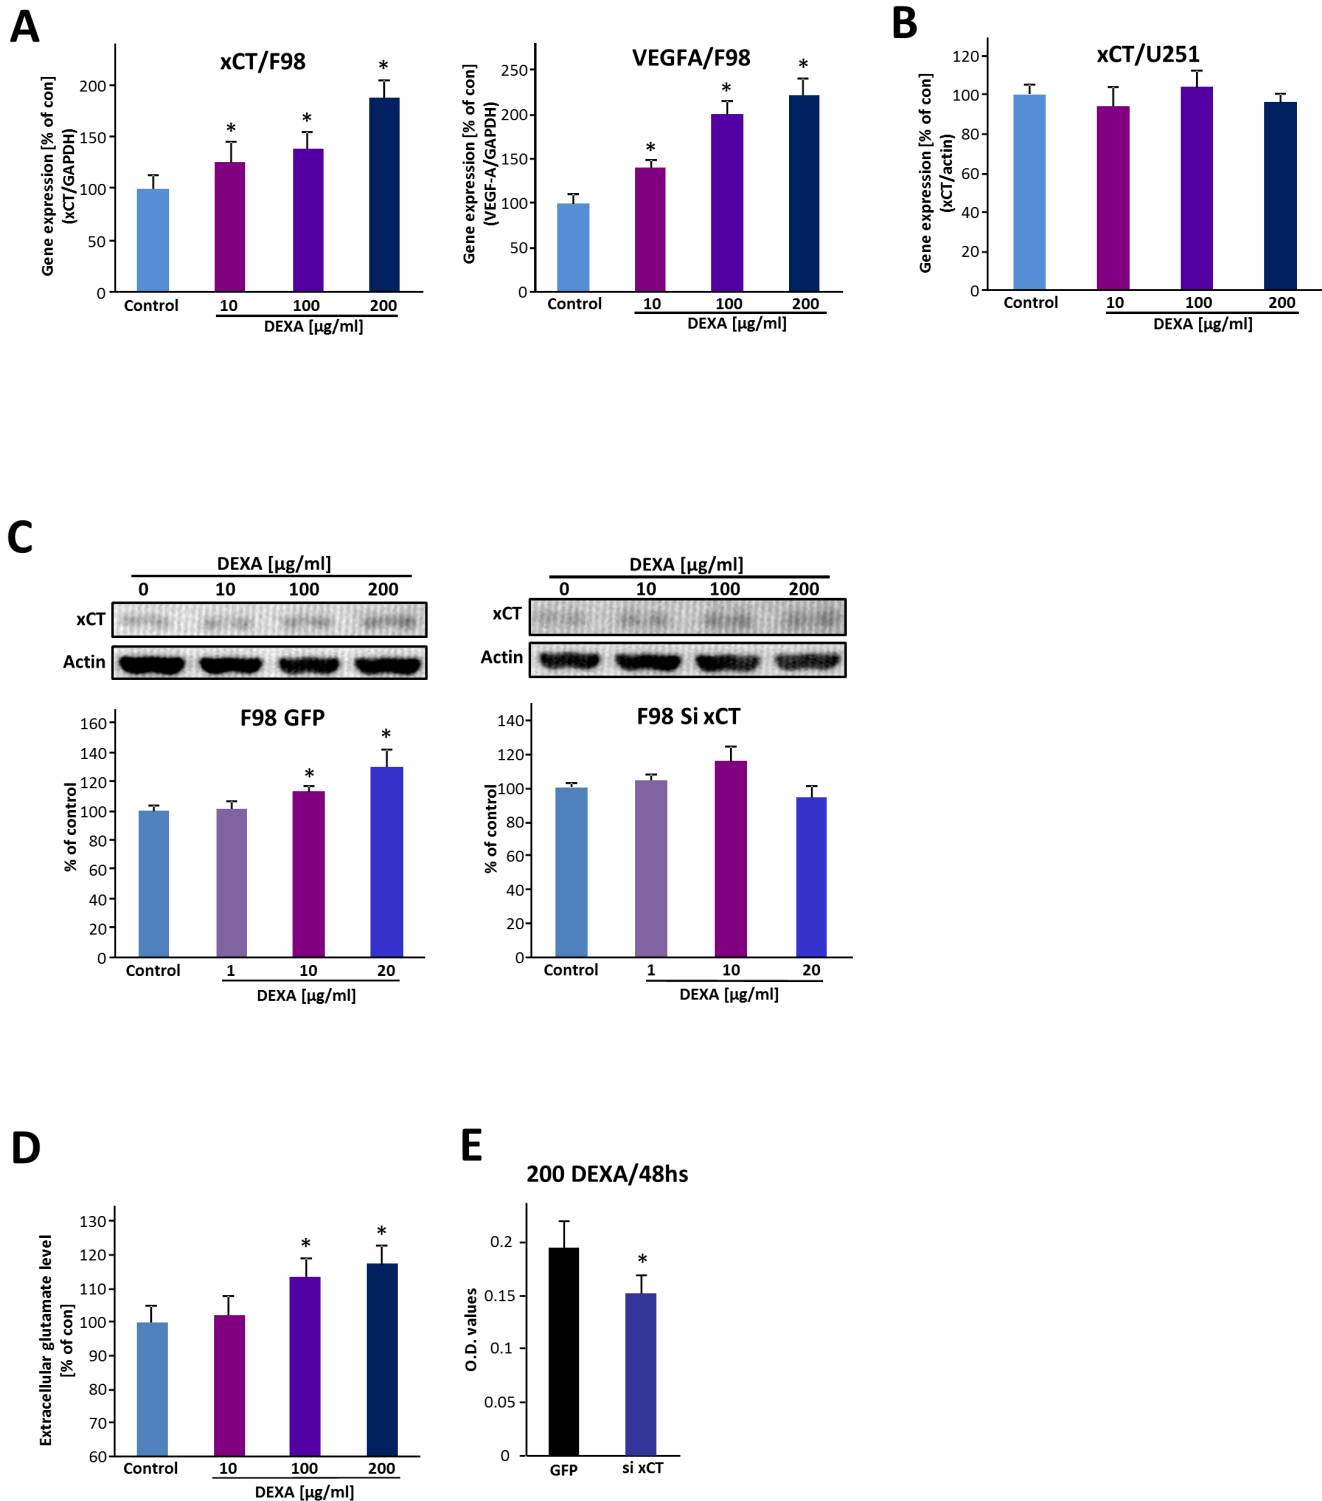 A
xCT/F98
Gene expression [% of con]
(xCT/GAPDH)
200
150
100
50
0
*
*
*
Control
10
100
200
DEXA [µg/ml]
VEGFA/F98
Gene expression [% of con]
(VEGF-A/GAPDH)
250
200
150
100
50
0
*
*
*
Control
10
100
200
DEXA [µg/ml]
B
xCT/U251
Gene expression [% of con]
(xCT/actin)
120
100
80
60
40
20
0
Control
10
100
200
DEXA [µg/ml]
C
DEXA [µg/ml]
0
10
100
200
xCT
Actin
F98 GFP
% of control
160
140
120
100
80
60
40
20
0
*
*
Control
1
10
20
DEXA [µg/ml]
DEXA [µg/ml]
0
10
100
200
xCT
Actin
F98 Si xCT
% of control
140
120
100
80
60
40
20
0
Control
1
10
20
DEXA [µg/ml]
D
Extracellular glutamate level
[% of con]
130
120
110
100
90
80
70
60
*
*
Control
10
100
200
DEXA [µg/ml]
E
200 DEXA/48hs
O.D. values
0.2
0.15
0.1
0.05
0
*
GFP
si xCT